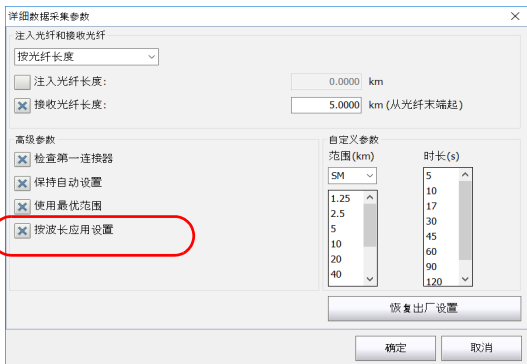 详细数据采集参数
注入光纤和接收光纤
按光纤长度
注入光纤长度:
0.0000 km
接收光纤长度:
5.0000 km (从光纤末端起)
高级参数
检查第一连接器
保持自动设置
使用最优范围
按波长应用设置
自定义参数
范围(km)
时长(s)
SM
1.25
2.5
5
10
20
40
5
10
17
30
45
60
90
120
恢复出厂设置
确定
取消